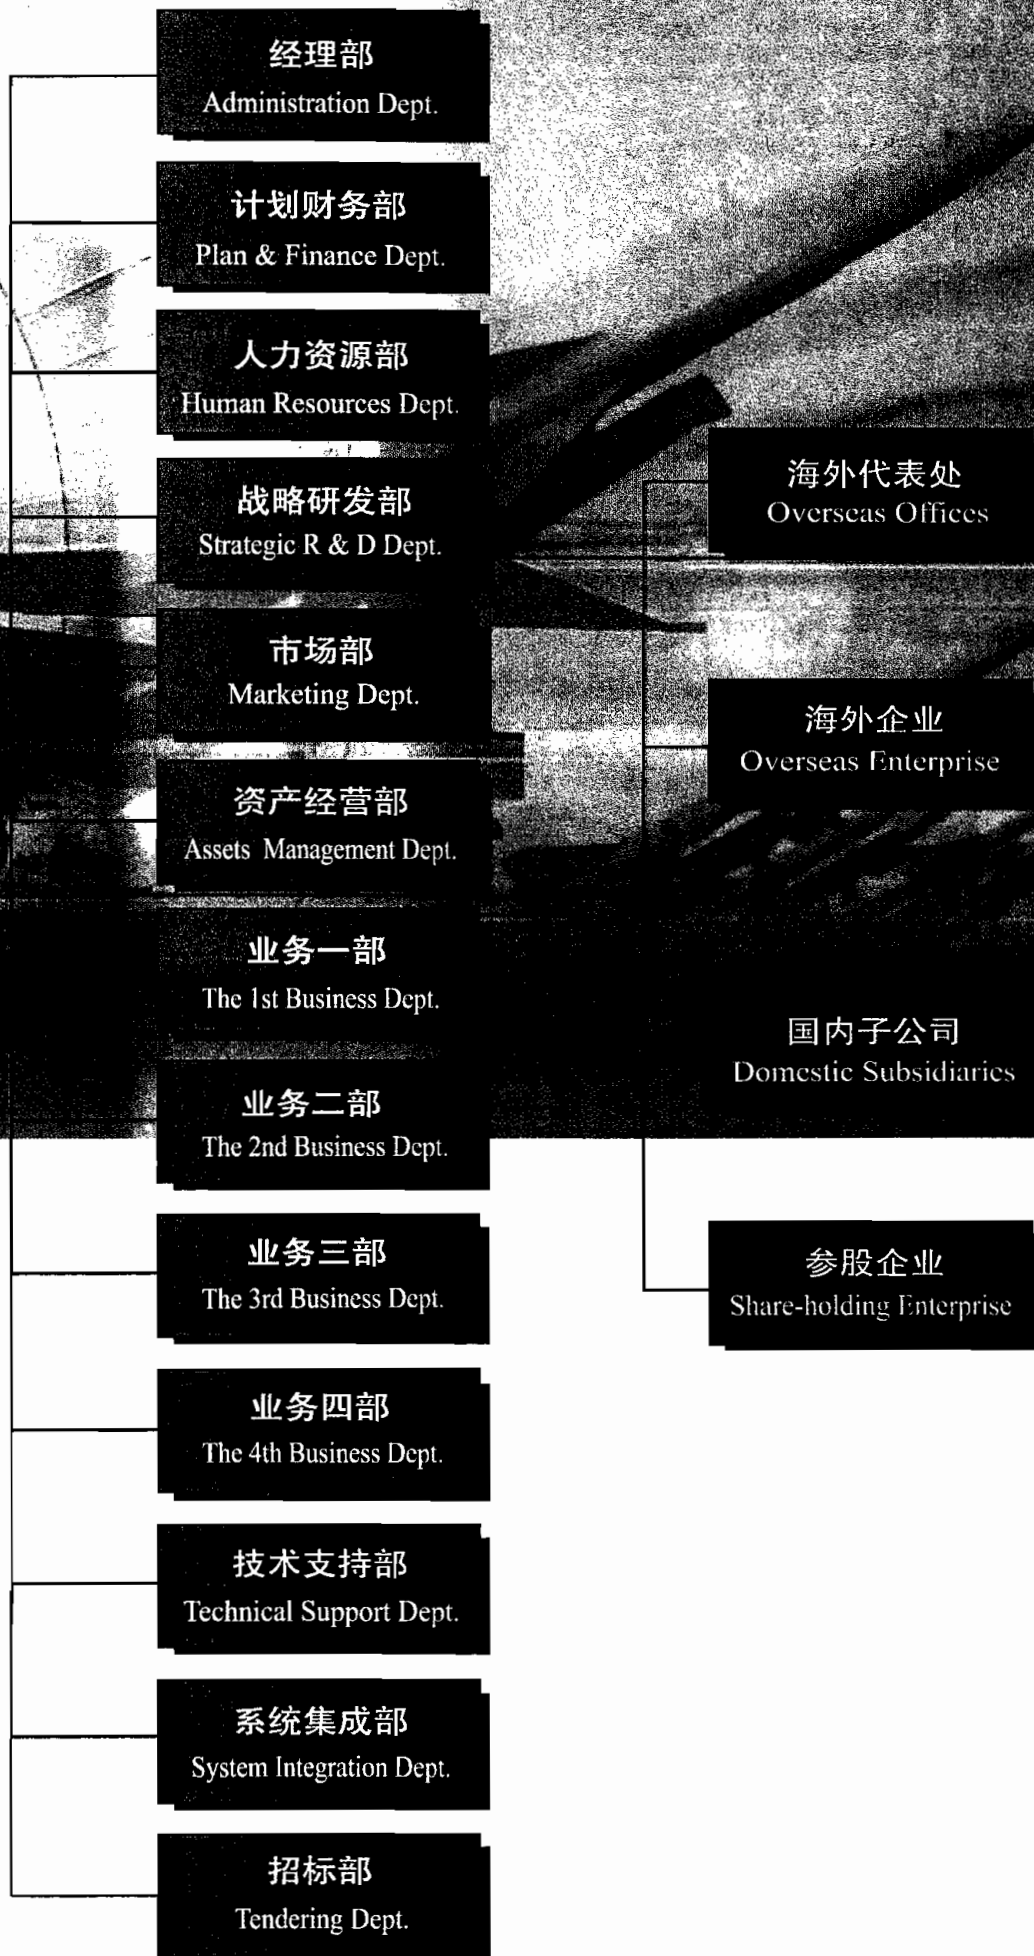 经理部
Administration Dept.
计划财务部
Plan & Finance Dept.
人力资源部
Human Resources Dept.
战略研发部
Strategic R & D Dept.
市场部
Marketing Dept.
资产经营部
Assets Management Dept.
业务一部
The 1st Business Dept.
业务二部
The 2nd Business Dept.
业务三部
The 3rd Business Dept.
业务四部
The 4th Business Dept.
技术支持部
Technical Support Dept.
系统集成部
System Integration Dept.
招标部
Tendering Dept.
海外代表处
Overseas Offices
海外企业
Overseas Enterprise
国内子公司
Domestic Subsidiaries
参股企业
Share-holding Enterprise